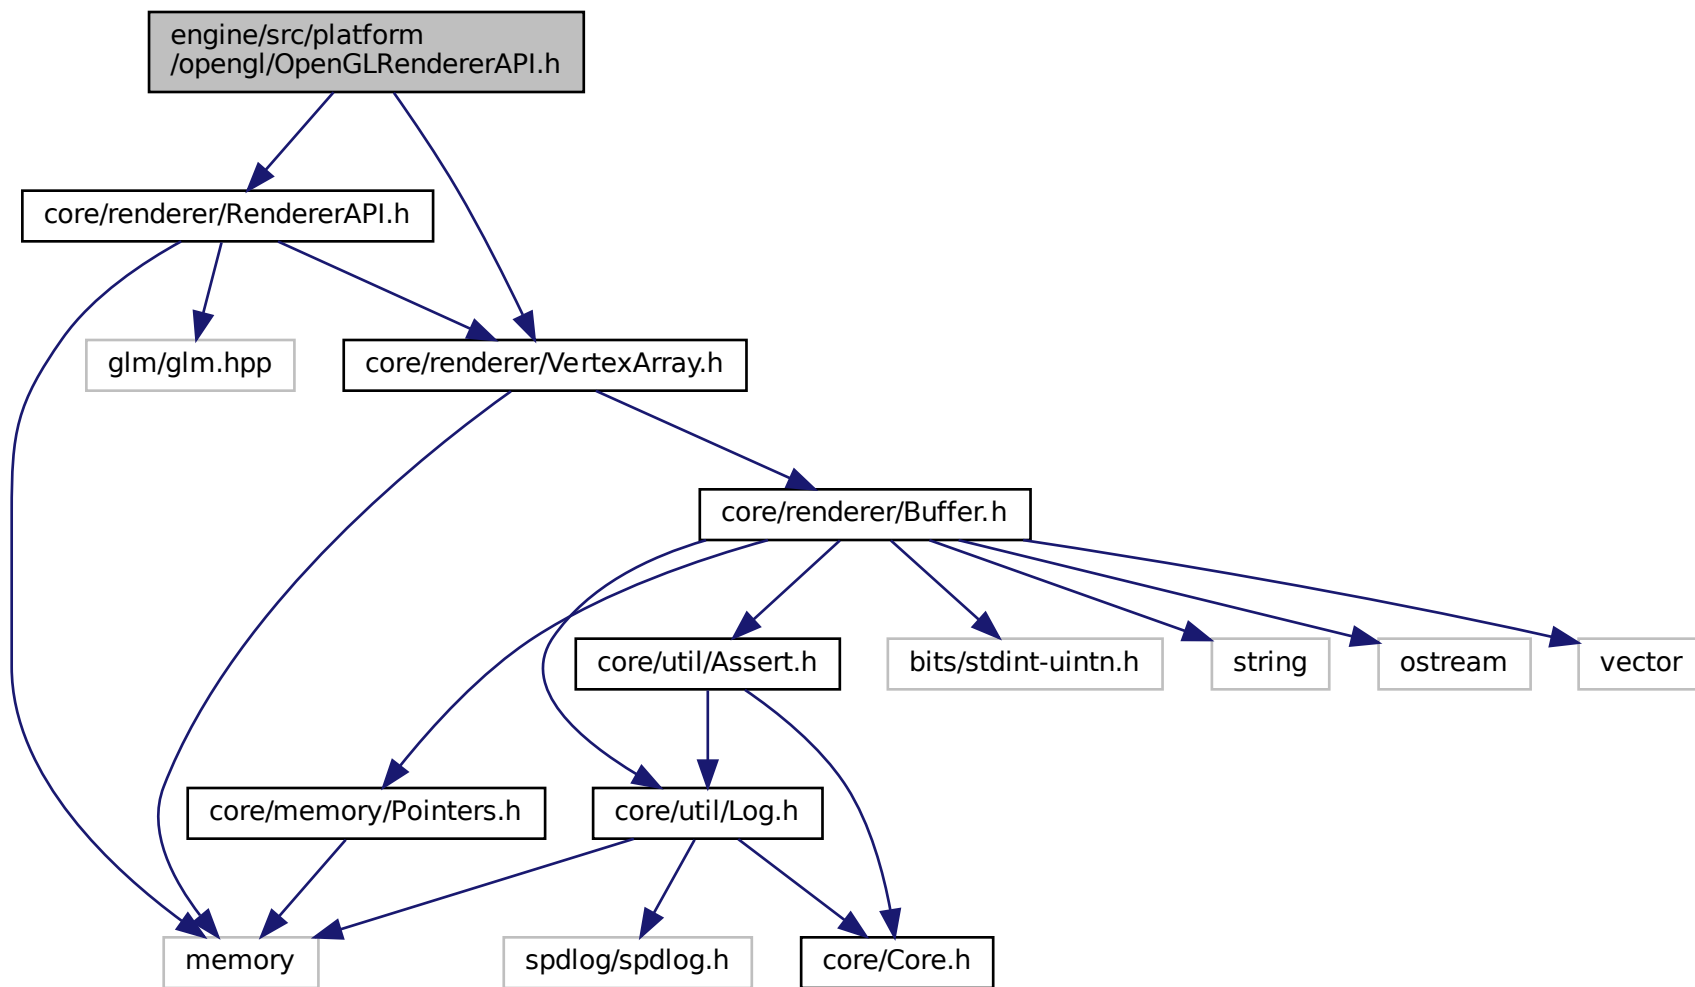 engine/src/platform
/opengl/OpenGLRendererAPI.h
core/renderer/RendererAPI.h
glm/glm.hpp
core/renderer/VertexArray.h
core/renderer/Buffer.h
core/util/Assert.h
bits/stdint-uintn.h
string
ostream
vector
core/memory/Pointers.h
core/util/Log.h
memory
spdlog/spdlog.h
core/Core.h